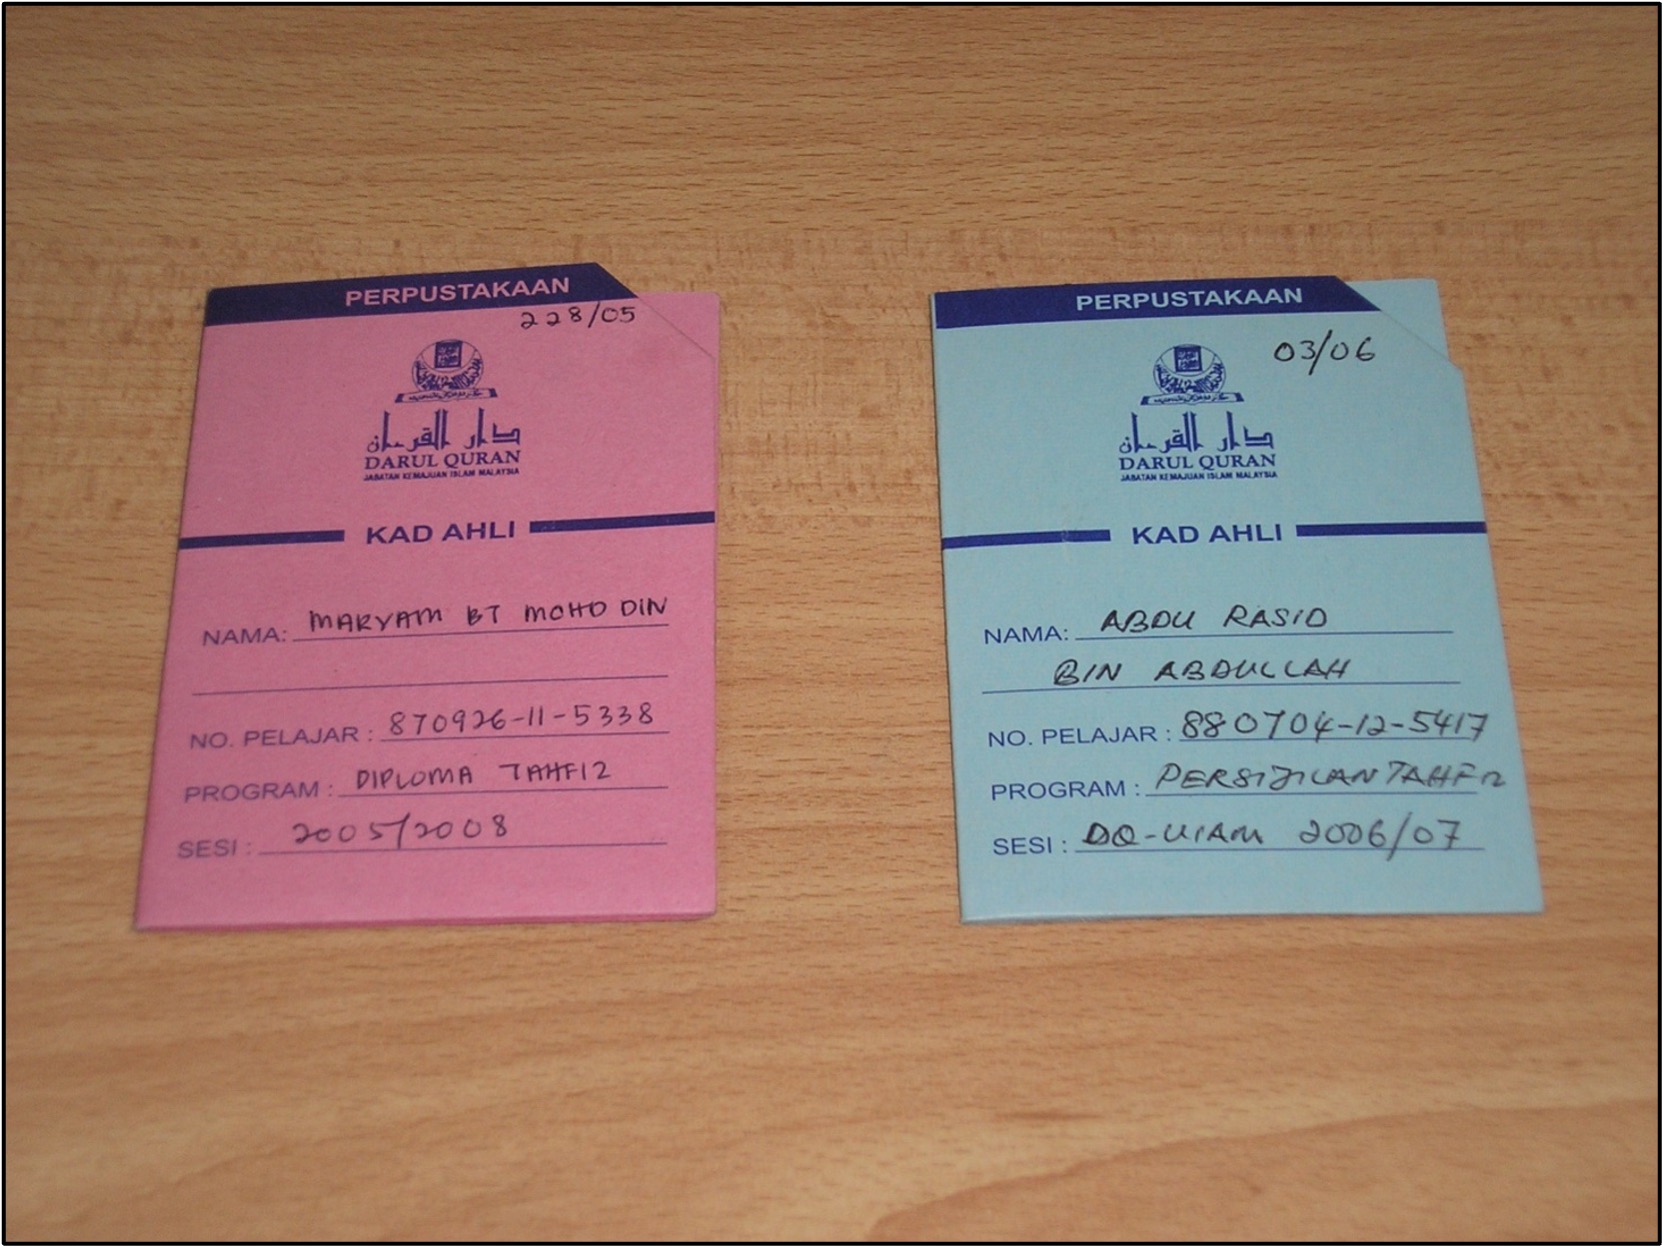 PERPUSTAKAAN
228/05
دار القرءان
DARUL QURAN
JABATAN KEMAJUAN ISLAM MALAYSIA
KAD AHLI
NAMA: MARYAM BT MOHD DIN
NO. PELAJAR : 870926-11-5338
PROGRAM : DIPLOMA TAHFIZ
SESI : 2005/2008
PERPUSTAKAAN
03/06
دار القرءان
DARUL QURAN
JABATAN KEMAJUAN ISLAM MALAYSIA
KAD AHLI
NAMA: ABDU RASID
BIN ABDULLAH
NO. PELAJAR : 880704-12-5417
PROGRAM : PERSIJILAN TAHFIZ
SESI : DQ-UIAM 2006/07